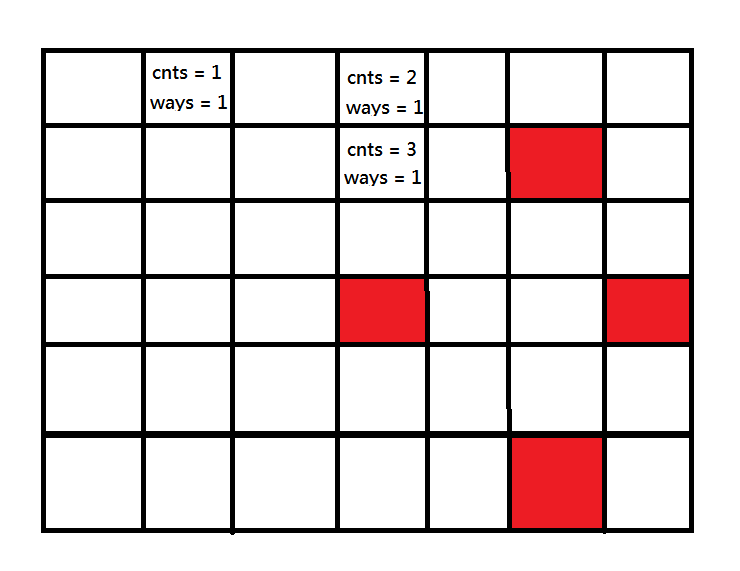 cnts = 1
ways = 1
cnts = 2
ways = 1
cnts = 3
ways = 1